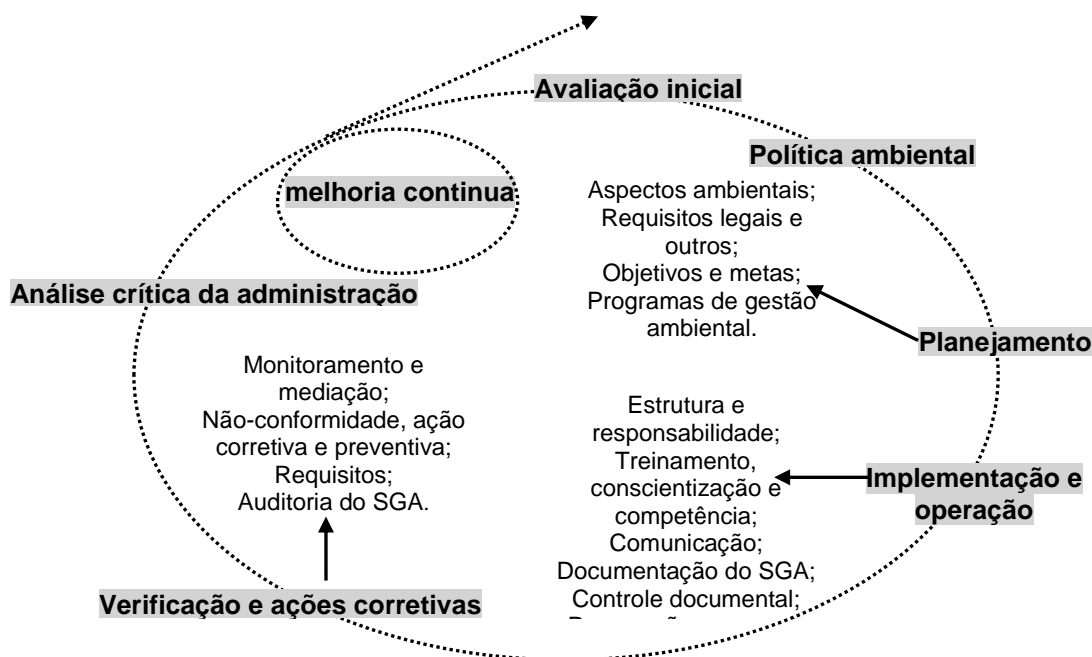 Avaliação inicial
Política ambiental
melhoria continua
Aspectos ambientais;
Requisitos legais e
outros;
Objetivos e metas;
Programas de gestão
ambiental.
Análise crítica da administração
Planejamento
Monitoramento e
mediação;
Não-conformidade, ação
corretiva e preventiva;
Requisitos;
Auditoria do SGA.
Estrutura e
responsabilidade;
Treinamento,
conscientização e
competência;
Comunicação;
Documentação do SGA;
Controle documental;
Implementação e
operação
Verificação e ações corretivas